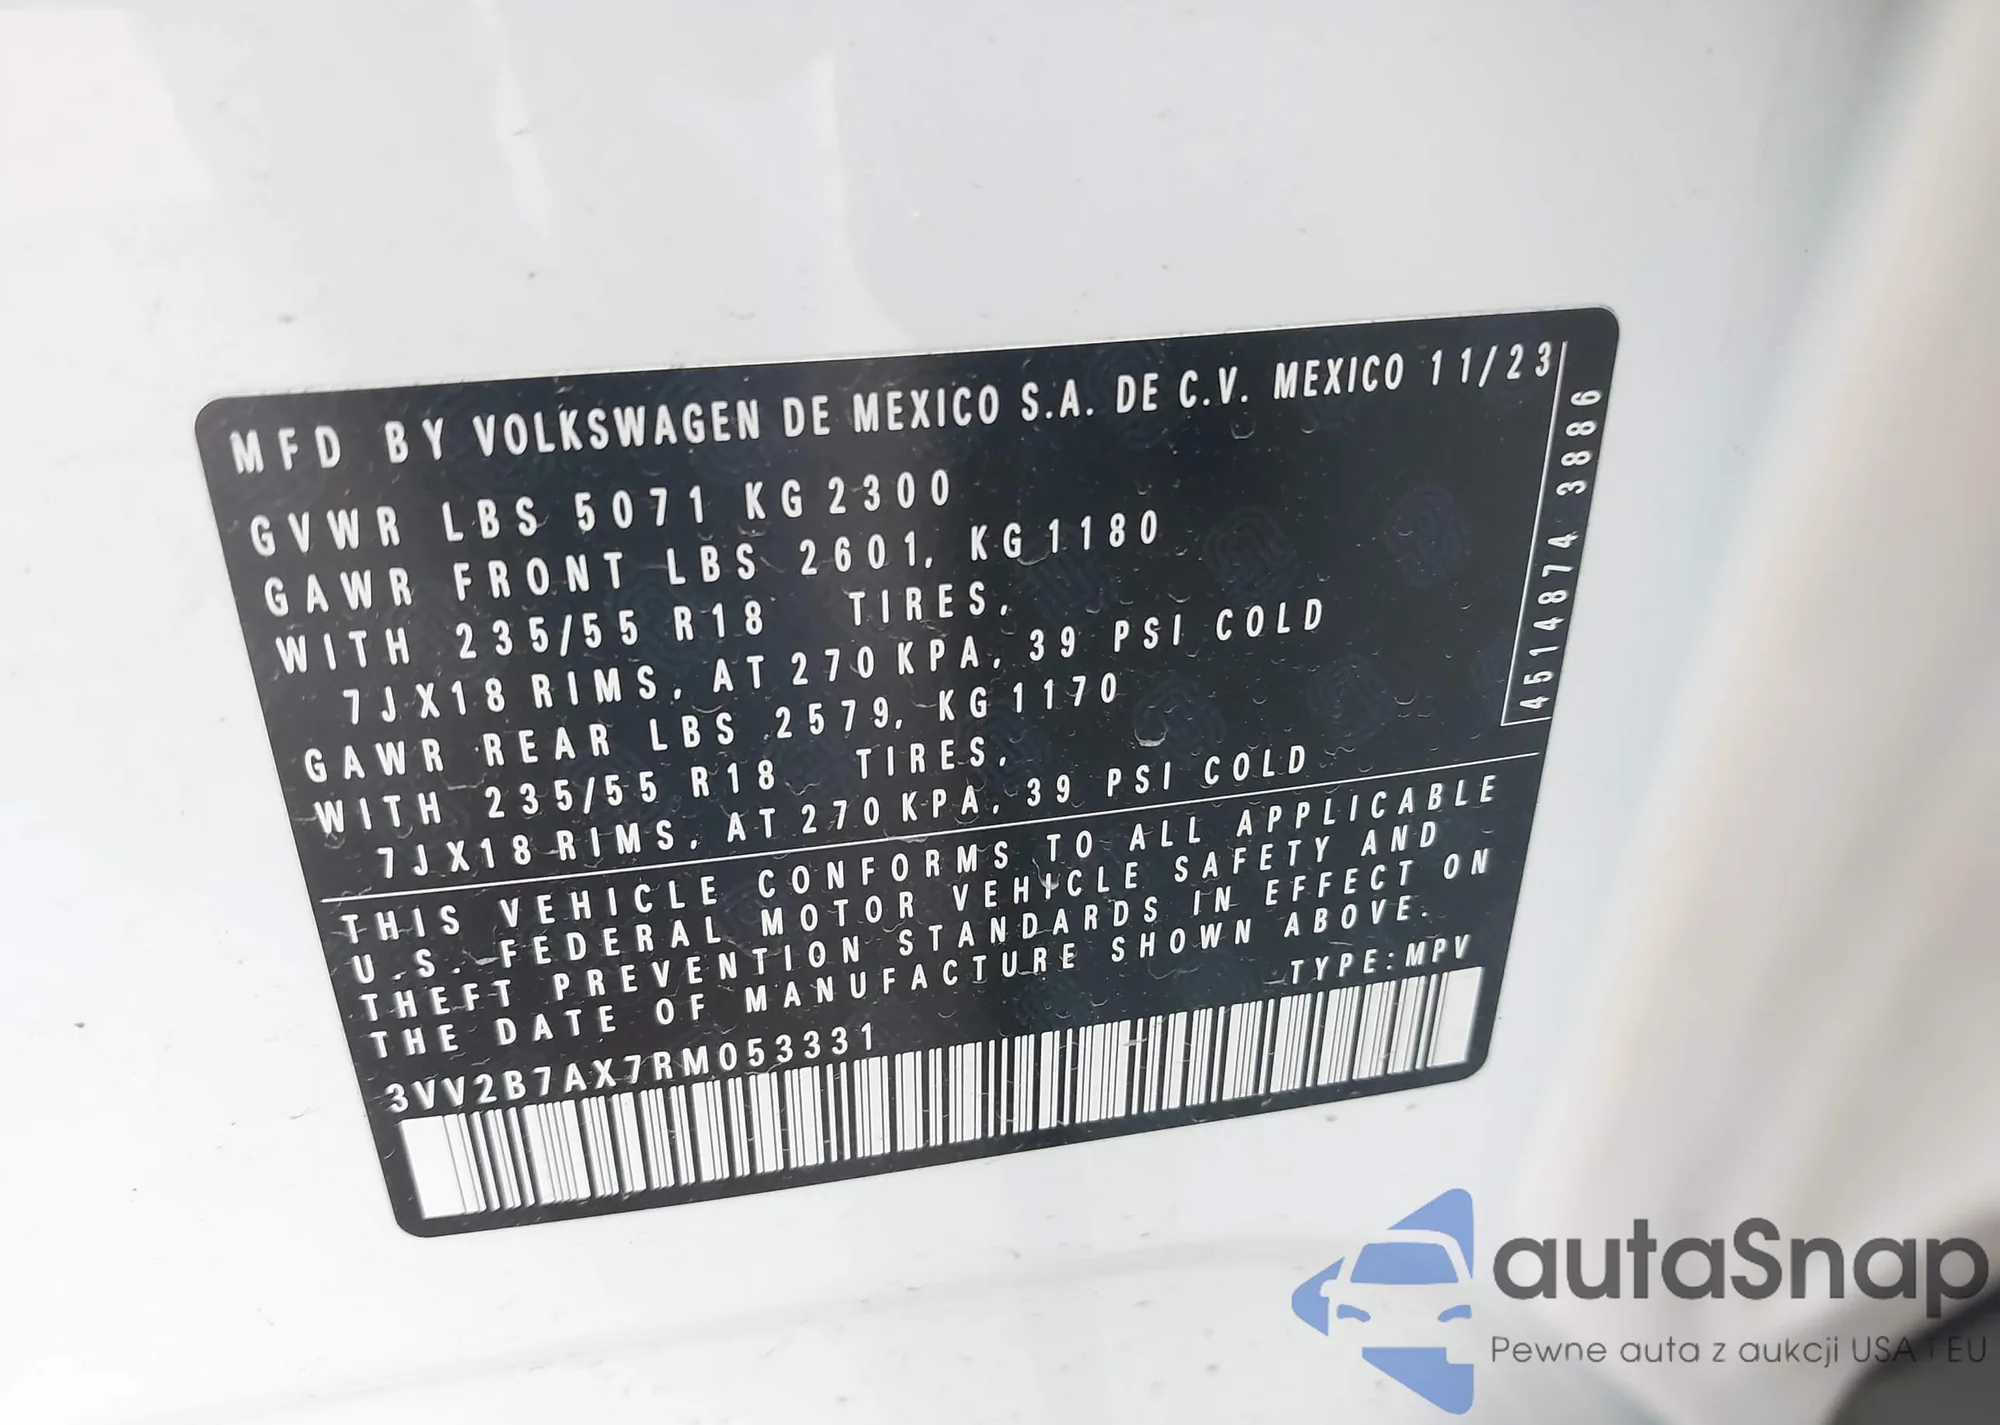 MFD BY VOLKSWAGEN DE MEXICO S.A. DE C.V. MEXICO 11/23
GVWR LBS 5071 KG 2300
GAWR FRONT LBS 2601, KG 1180
WITH 235/55 R18 TIRES,
7JX18 RIMS, AT 270 KPA, 39 PSI COLD
GAWR REAR LBS 2579, KG 1170
WITH 235/55 R18 TIRES,
7JX18 RIMS, AT 270 KPA, 39 PSI COLD
4514874 3886
THIS VEHICLE CONFORMS TO ALL APPLICABLE
U.S. FEDERAL MOTOR VEHICLE SAFETY AND
THEFT PREVENTION STANDARDS IN EFFECT ON
THE DATE OF MANUFACTURE SHOWN ABOVE.
TYPE:MPV
3VV2B7AX7RM053331
autaSnap
Pewne auta z aukcji USA i EU